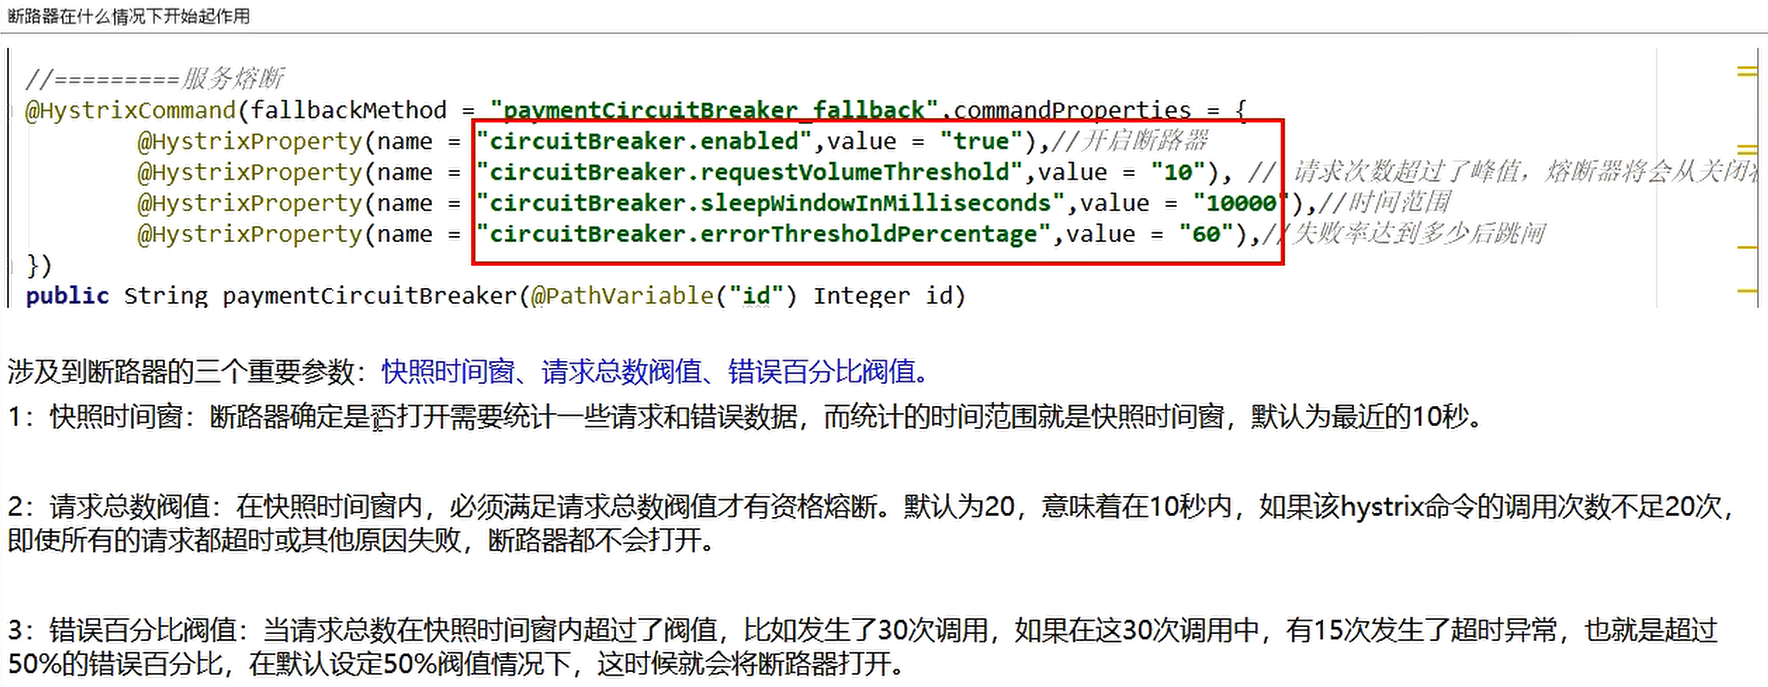 断路器在什么情况下开始起作用
//=========服务熔断
@HystrixCommand(fallbackMethod = "paymentCircuitBreaker_fallback",commandProperties = {
@HystrixProperty(name = "circuitBreaker.enabled",value = "true"),//开启断路器
@HystrixProperty(name = "circuitBreaker.requestVolumeThreshold",value = "10"), // 请求次数超过了峰值，熔断器将会从关闭
@HystrixProperty(name = "circuitBreaker.sleepWindowInMilliseconds",value = "10000"),//时间范围
@HystrixProperty(name = "circuitBreaker.errorThresholdPercentage",value = "60"),//失败率达到多少后跳闸
})
public String paymentCircuitBreaker(@PathVariable("id") Integer id)
涉及到断路器的三个重要参数：快照时间窗、请求总数阀值、错误百分比阀值。
1：快照时间窗：断路器确定是否打开需要统计一些请求和错误数据，而统计的时间范围就是快照时间窗，默认为最近的10秒。
2：请求总数阀值：在快照时间窗内，必须满足请求总数阀值才有资格熔断。默认为20，意味着在10秒内，如果该hystrix命令的调用次数不足20次，
即使所有的请求都超时或其他原因失败，断路器都不会打开。
3：错误百分比阀值：当请求总数在快照时间窗内超过了阀值，比如发生了30次调用，如果在这30次调用中，有15次发生了超时异常，也就是超过
50%的错误百分比，在默认设定50%阀值情况下，这时候就会将断路器打开。